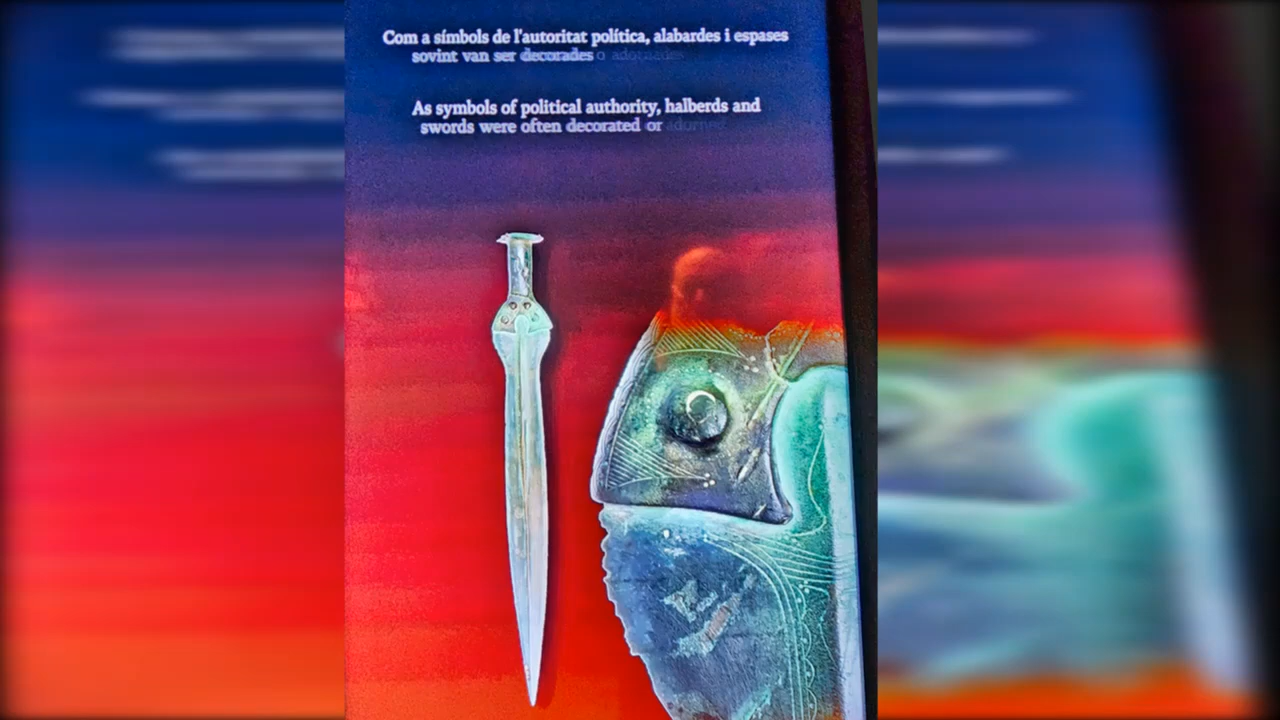 Com a símbols de l'autoritat política, alabardes i espases
sovint van ser decorades o
As symbols of political authority, halberds and
swords were often decorated or